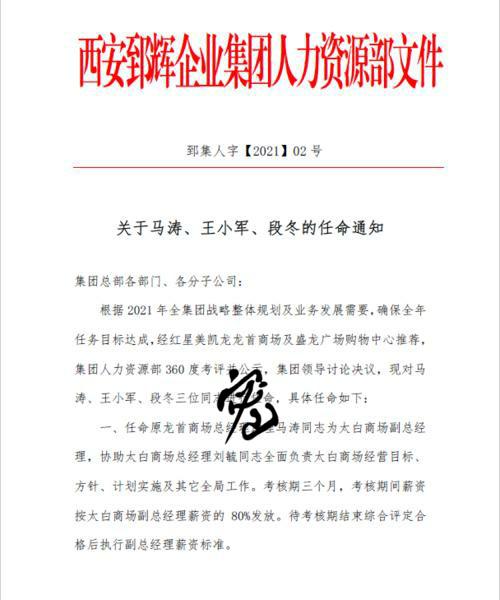 西安郅辉企业集团人力资源部文件
郅集人字【2021】02 号
关于马涛、王小军、段冬的任命通知
集团总部各部门、各分子公司：
根据 2021 年全集团战略整体规划及业务发展需要，确保全年
任务目标达成，经红星美凯龙龙首商场及盛龙广场购物中心推荐，
集团人力资源部 360 度考评并公示，集团领导讨论决议，现对马
涛、王小军、段冬三位同志进行任命，具体任命如下：
一、任命原龙首商场总经理马涛同志为太白商场副总经
理，协助太白商场总经理刘毓同志全面负责太白商场经营目标、
方针、计划实施及其它全局工作。考核期三个月，考核期间薪资
按太白商场副总经理薪资的 80%发放。待考核期结束综合评定合
格后执行副总经理薪资标准。